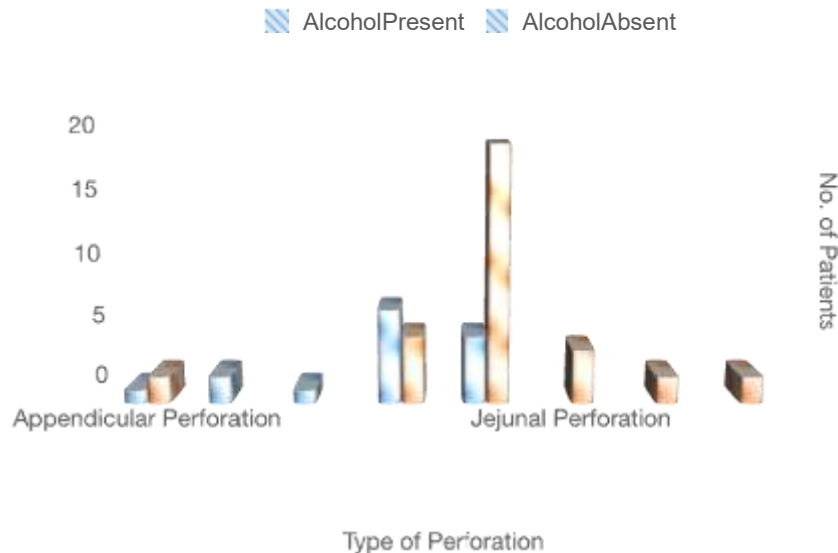 AlcoholPresent AlcoholAbsent
20
15
10
5
0
No. of Patients
Appendicular Perforation Jejunal Perforation
Type of Perforation